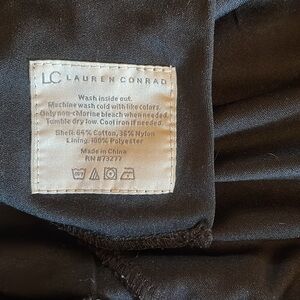 LC LAUREN CONRAD
Wash inside out.
Machine wash cold with like colors.
Only non-chlorine bleach when needed.
Tumble dry low. Cool iron if needed.
Shell: 64% Cotton, 36% Nylon
Lining: 100% Polyester
Made in China
RN #73277